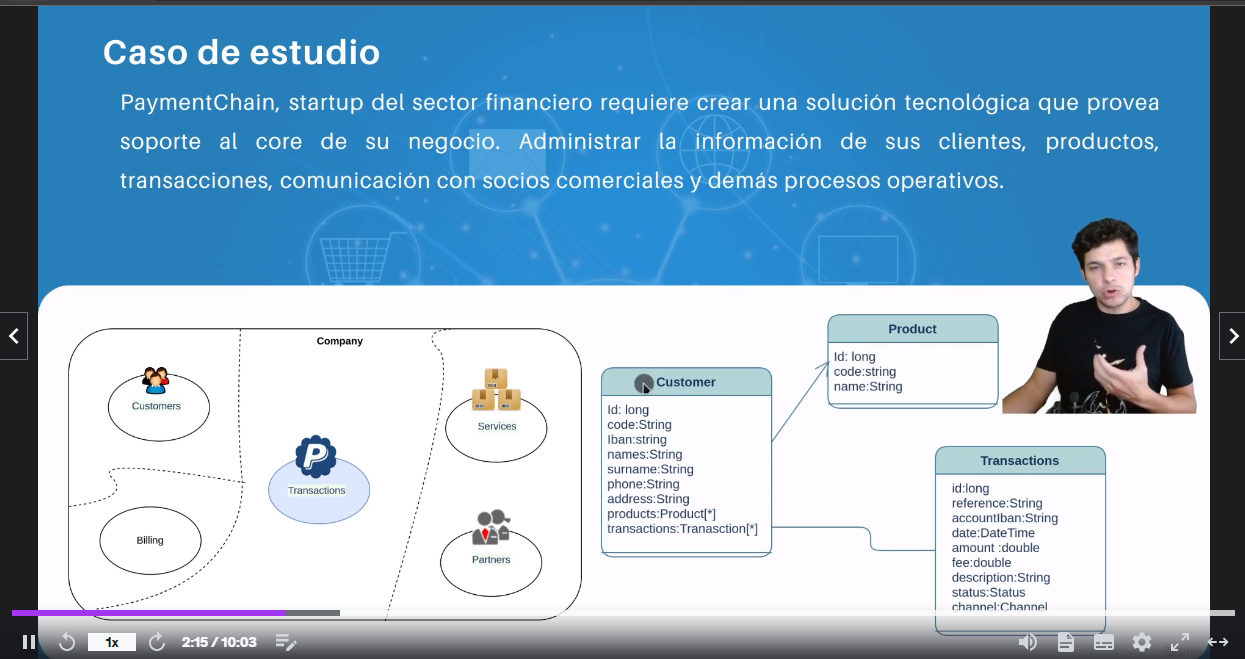 Caso de estudio
PaymentChain, startup del sector financiero requiere crear una solución tecnológica que provea
soporte al core de su negocio. Administrar la información de sus clientes, productos,
transacciones, comunicación con socios comerciales y demás procesos operativos.
Company
Customers
Services
Transactions
Billing
Partners
Customer
Id: long
code:String
Iban:string
names:String
surname:String
phone:String
address:String
products:Product[*]
transactions:Tranasction[*]
Product
Id: long
code:string
name:String
Transactions
id:long
reference:String
accountIban:String
date:DateTime
amount :double
fee:double
description:String
status:Status
channel:Channel
1x
2:15 / 10:03